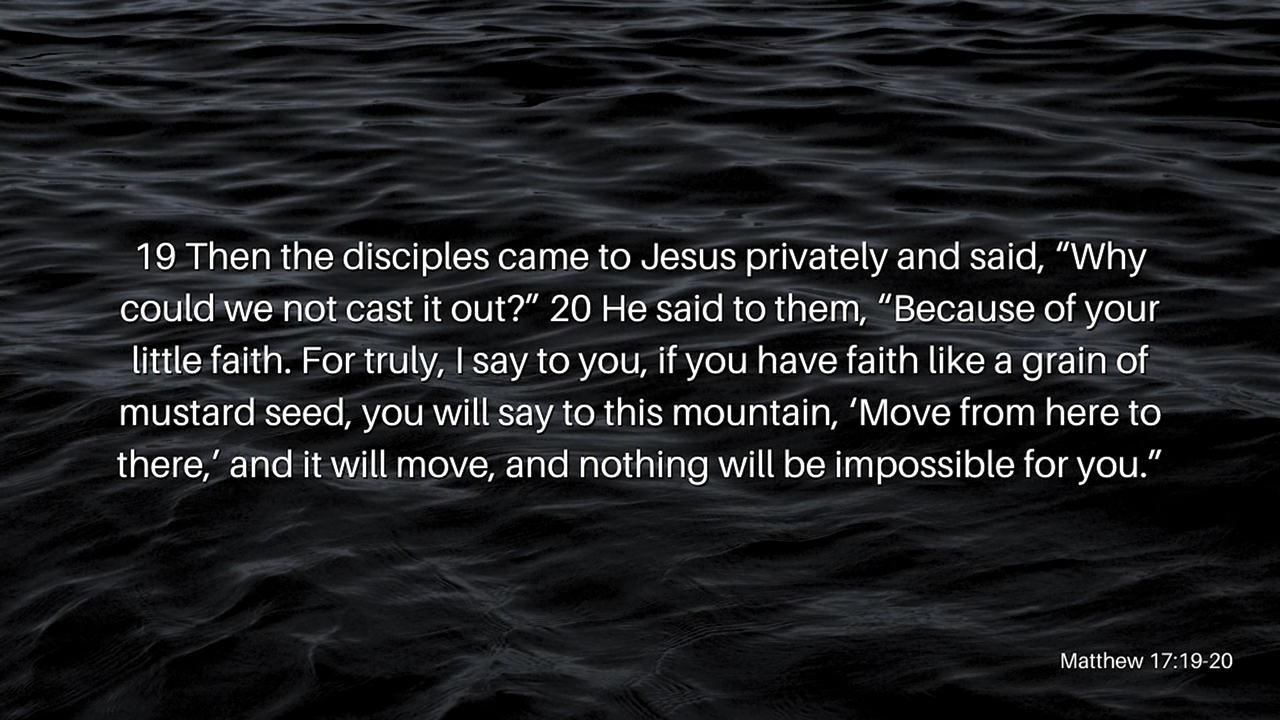 19 Then the disciples came to Jesus privately and said, “Why
could we not cast it out?” 20 He said to them, “Because of your
little faith. For truly, I say to you, if you have faith like a grain of
mustard seed, you will say to this mountain, ‘Move from here to
there,’ and it will move, and nothing will be impossible for you.”
Matthew 17:19-20